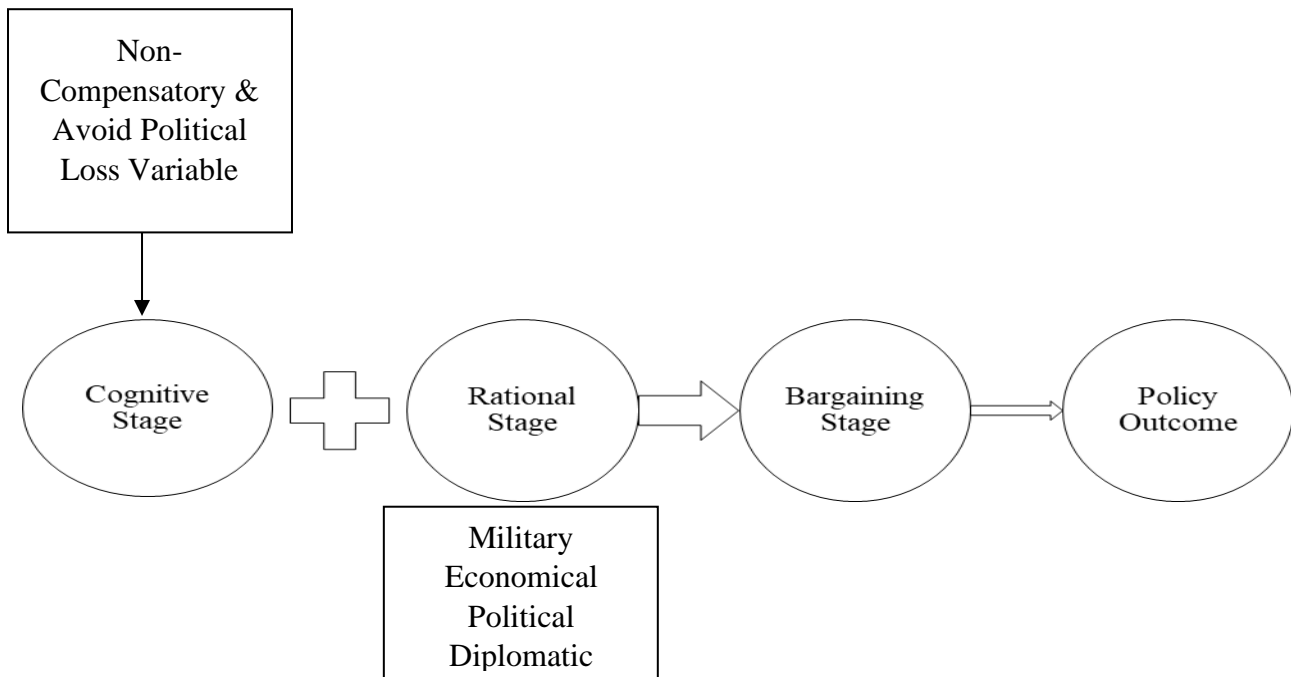 Non-
Compensatory &
Avoid Political
Loss Variable
Cognitive
Stage
Rational
Stage
Bargaining
Stage
Policy
Outcome
Military
Economical
Political
Diplomatic